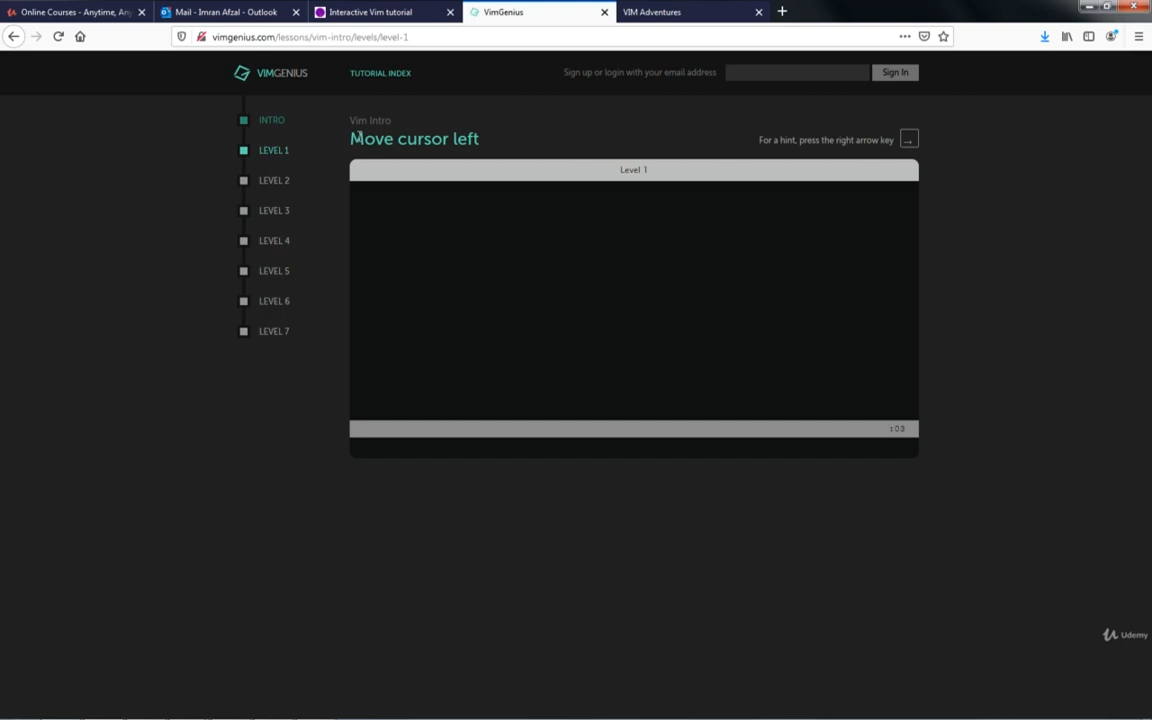 Online Courses - Anytime, An
Mail - Imran Afzal - Outlook
Interactive Vim tutorial
VimGenius
VIM Adventures
vimgenius.com/lessons/vim-intro/levels/level-1
VIMGENIUS
TUTORIAL INDEX
Sign up or login with your email address
Sign In
INTRO
LEVEL 1
LEVEL 2
LEVEL 3
LEVEL 4
LEVEL 5
LEVEL 6
LEVEL 7
Vim Intro
Move cursor left
For a hint, press the right arrow key →
Level 1
:03
Udemy